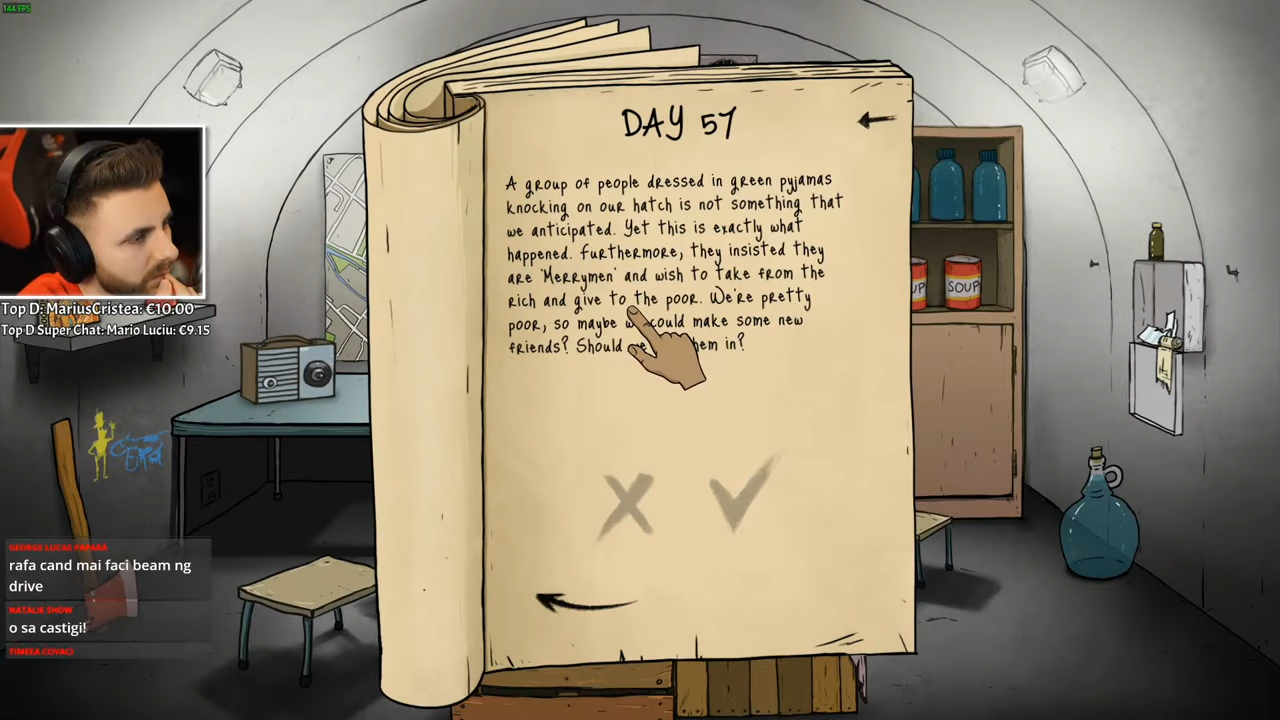 144 FPS
DAY 57
A group of people dressed in green pyjamas
knocking on our hatch is not something that
we anticipated. Yet this is exactly what
happened. Furthermore, they insisted they
are 'Merrymen' and wish to take from the
rich and give to the poor. We're pretty
poor, so maybe could make some new
friends? Should in?
Top D: MariusCristea: €10.00
Top D Super Chat: Mario Luciu: €9.15
SOUP
GEORGE LUCAS PARARĂ
rafa cand mai faci beam ng
drive
NATALIE SHOW
o sa castigi!
TIMEEA COVACI